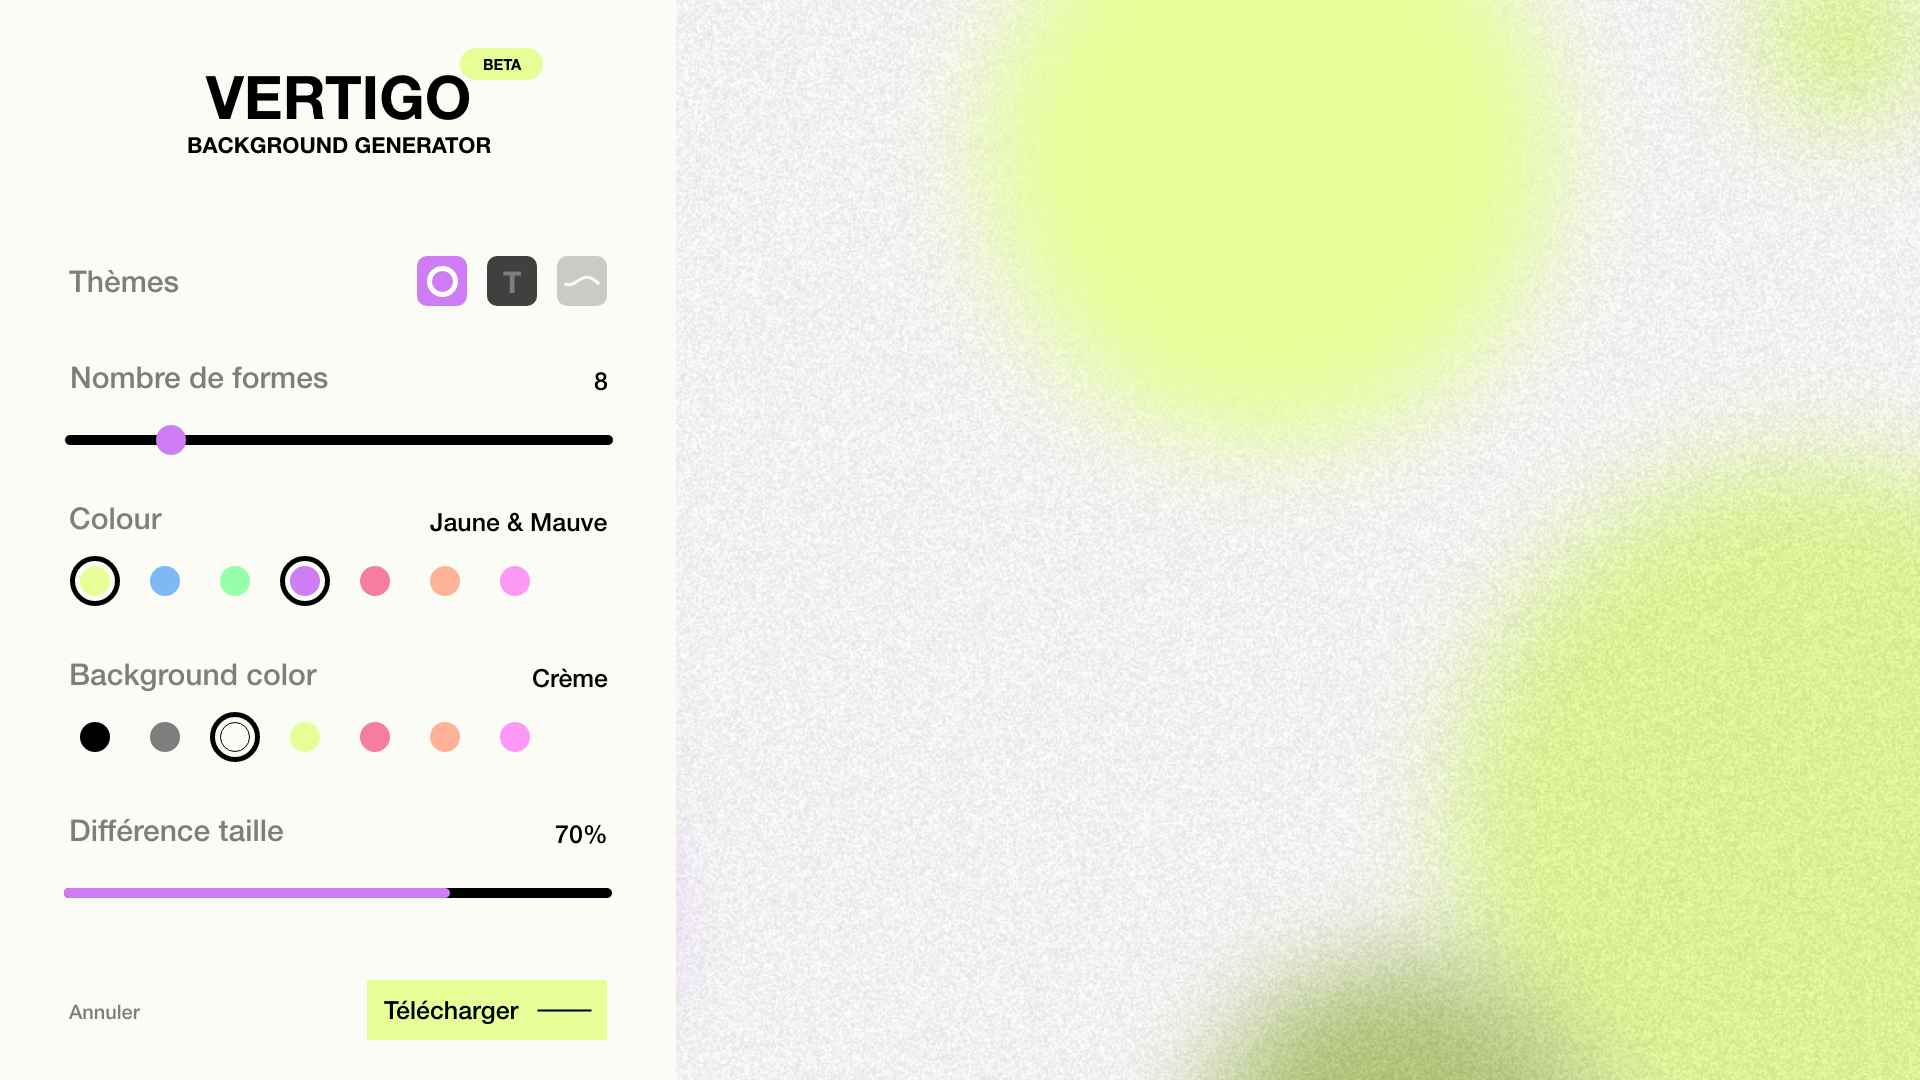 BETA
VERTIGO
BACKGROUND GENERATOR
Thèmes
T
Nombre de formes 8
Colour Jaune & Mauve
Background color Crème
Différence taille 70%
Annuler Télécharger